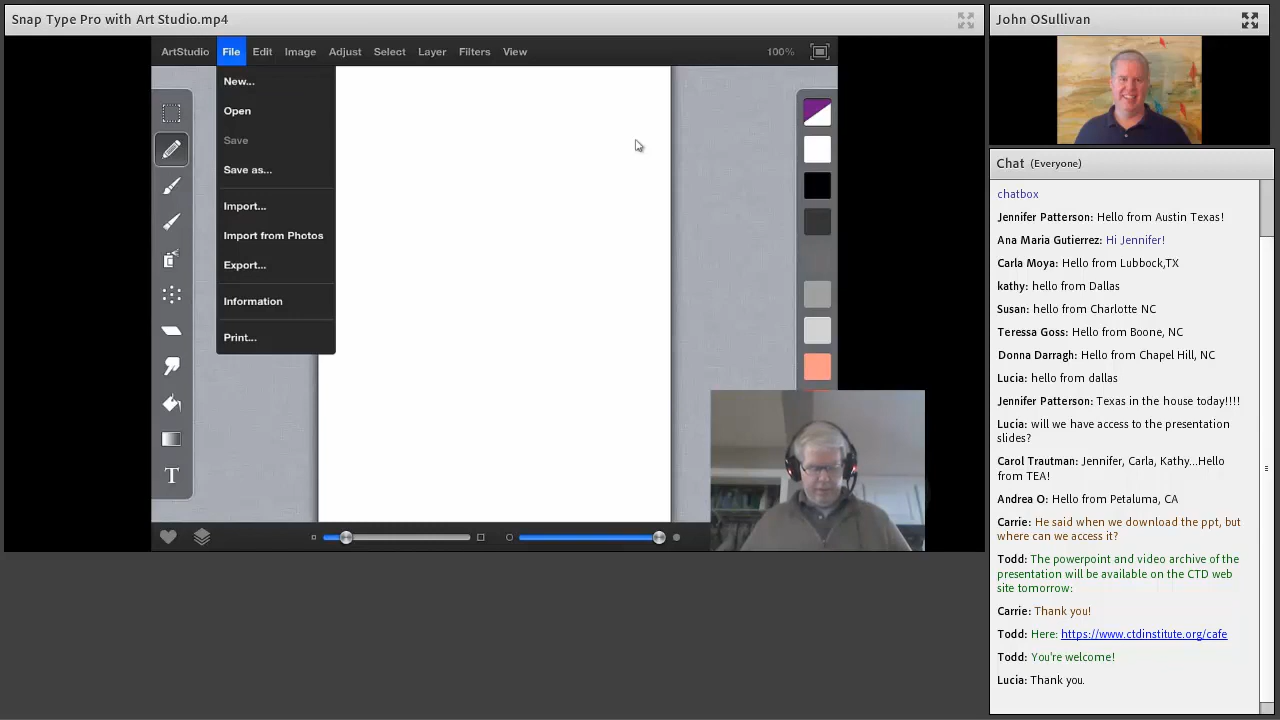 Snap Type Pro with Art Studio.mp4
ArtStudio File Edit Image Adjust Select Layer Filters View 100%
New...
Open
Save
Save as...
Import...
Import from Photos
Export...
Information
Print...
T
John OSullivan
Chat (Everyone)
chatbox
Jennifer Patterson: Hello from Austin Texas!
Ana Maria Gutierrez: Hi Jennifer!
Carla Moya: Hello from Lubbock,TX
kathy: hello from Dallas
Susan: hello from Charlotte NC
Teressa Goss: Hello from Boone, NC
Donna Darragh: Hello from Chapel Hill, NC
Lucia: hello from dallas
Jennifer Patterson: Texas in the house today!!!!
Lucia: will we have access to the presentation
slides?
Carol Trautman: Jennifer, Carla, Kathy...Hello
from TEA!
Andrea O: Hello from Petaluma, CA
Carrie: He said when we download the ppt, but
where can we access it?
Todd: The powerpoint and video archive of the
presentation will be available on the CTD web
site tomorrow:
Carrie: Thank you!
Todd: Here: https://www.ctdinstitute.org/cafe
Todd: You're welcome!
Lucia: Thank you.